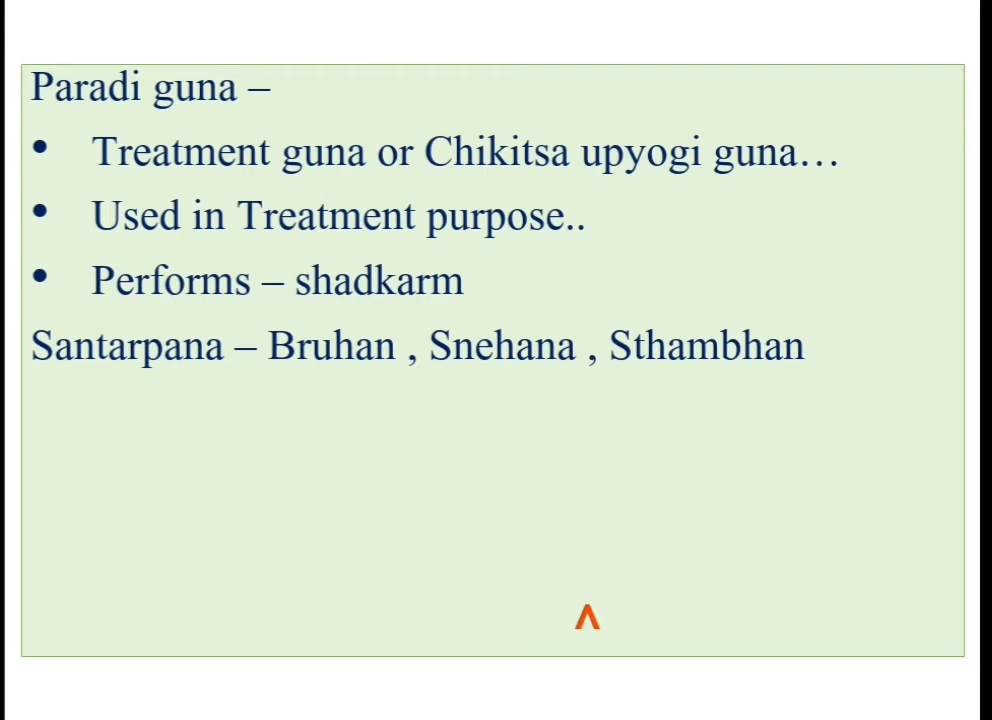 Paradi guna –
• Treatment guna or Chikitsa upyogi guna…
• Used in Treatment purpose..
• Performs – shadkarm
Santarpana – Bruhan , Snehana , Sthambhan
^